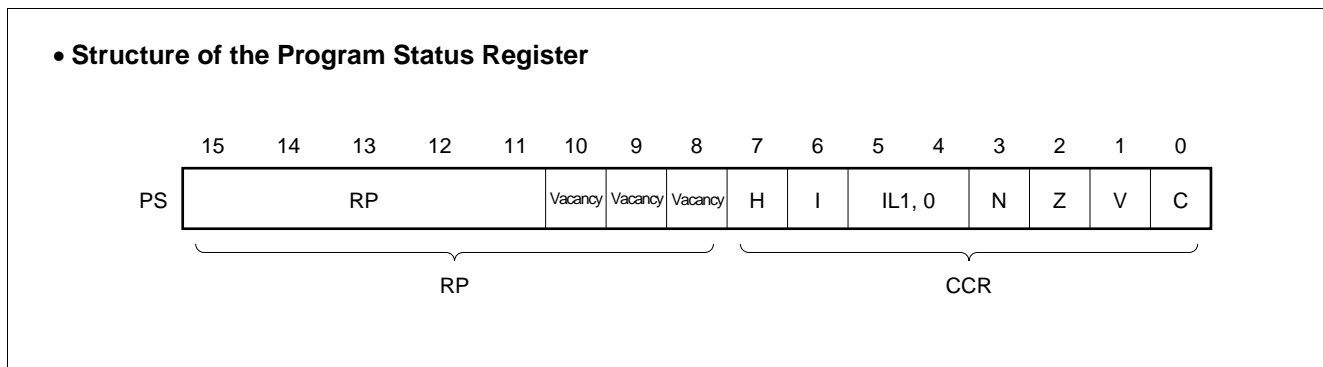 • Structure of the Program Status Register
15 14 13 12 11 10 9 8 7 6 5 4 3 2 1 0
PS RP Vacancy Vacancy Vacancy H I IL1, 0 N Z V C
RP CCR